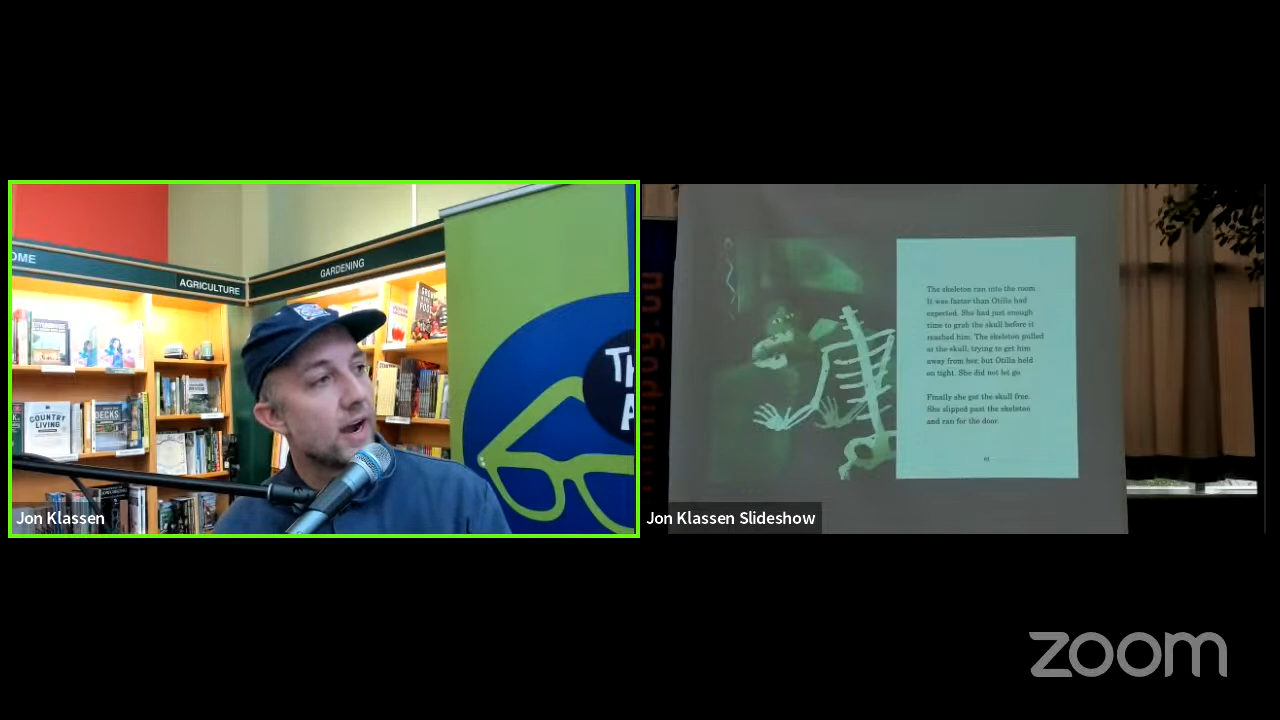 OME
AGRICULTURE
GARDENING
COUNTRY
LIVING
DECKS
Jon Klassen
The skeleton ran into the room.
It was faster than Otilla had
expected. She had just enough
time to grab the skull before it
reached him. The skeleton pulled
at the skull, trying to get him
away from her, but Otilla held
on tight. She did not let go.
Finally she got the skull free.
She slipped past the skeleton
and ran for the door.
Jon Klassen Slideshow
zoom